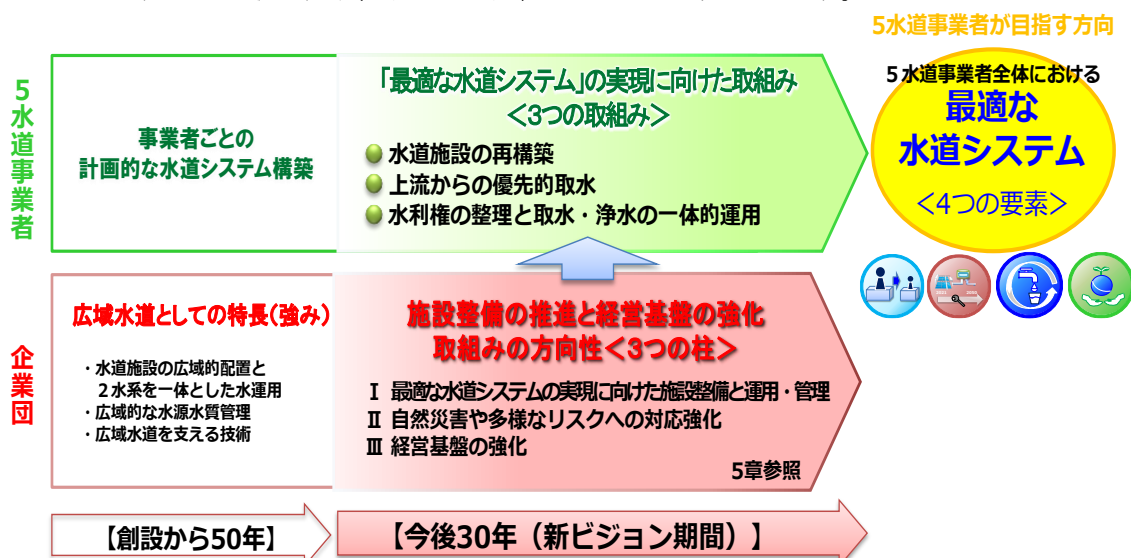 5水道事業者が目指す方向
5水道事業者
事業者ごとの
計画的な水道システム構築
「最適な水道システム」の実現に向けた取組み
＜3つの取組み＞
水道施設の再構築
上流からの優先的取水
水利権の整理と取水・浄水の一体的運用
5水道事業者全体における
最適な
水道システム
＜4つの要素＞
企業団
広域水道としての特長(強み)
・水道施設の広域的配置と
２水系を一体とした水運用
・広域的な水源水質管理
・広域水道を支える技術
施設整備の推進と経営基盤の強化
取組みの方向性＜3つの柱＞
Ⅰ 最適な水道システムの実現に向けた施設整備と運用・管理
Ⅱ 自然災害や多様なリスクへの対応強化
Ⅲ 経営基盤の強化
5章参照
【創設から50年】
【今後30年（新ビジョン期間）】